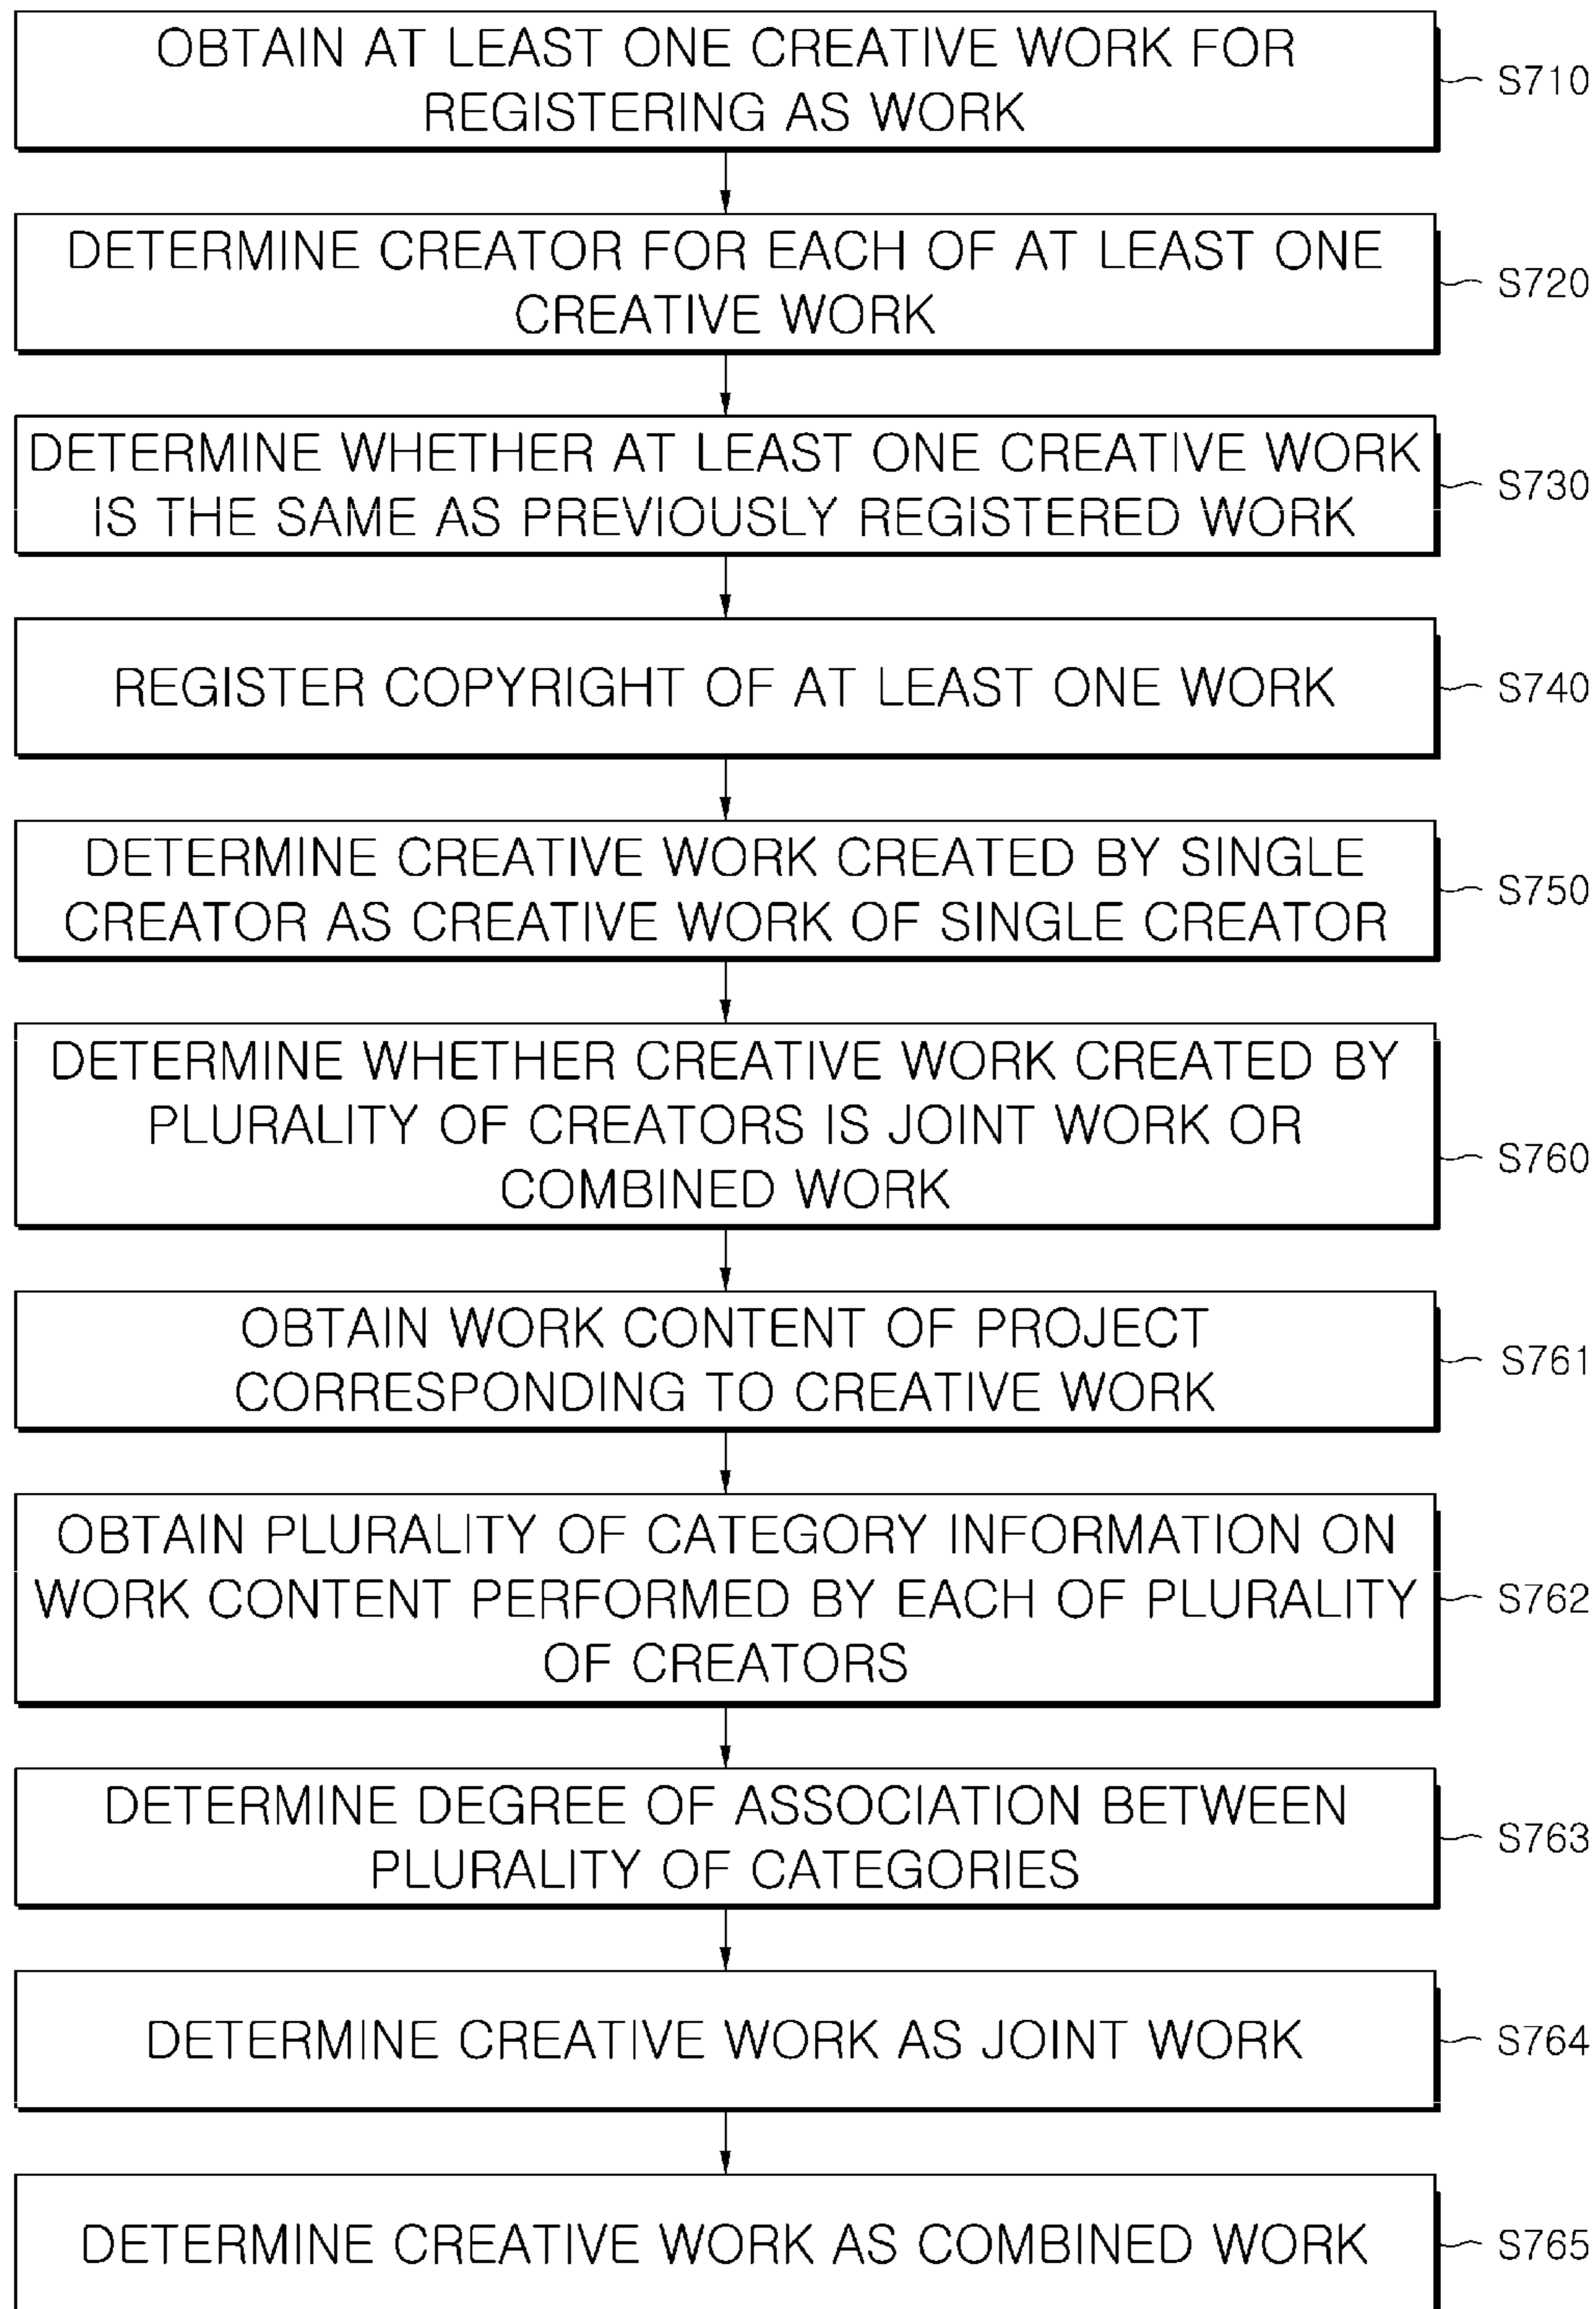 OBTAIN AT LEAST ONE CREATIVE WORK FOR
REGISTERING AS WORK
S710
DETERMINE CREATOR FOR EACH OF AT LEAST ONE
CREATIVE WORK
S720
DETERMINE WHETHER AT LEAST ONE CREATIVE WORK
IS THE SAME AS PREVIOUSLY REGISTERED WORK
S730
REGISTER COPYRIGHT OF AT LEAST ONE WORK
S740
DETERMINE CREATIVE WORK CREATED BY SINGLE
CREATOR AS CREATIVE WORK OF SINGLE CREATOR
S750
DETERMINE WHETHER CREATIVE WORK CREATED BY
PLURALITY OF CREATORS IS JOINT WORK OR
COMBINED WORK
S760
OBTAIN WORK CONTENT OF PROJECT
CORRESPONDING TO CREATIVE WORK
S761
OBTAIN PLURALITY OF CATEGORY INFORMATION ON
WORK CONTENT PERFORMED BY EACH OF PLURALITY
OF CREATORS
S762
DETERMINE DEGREE OF ASSOCIATION BETWEEN
PLURALITY OF CATEGORIES
S763
DETERMINE CREATIVE WORK AS JOINT WORK
S764
DETERMINE CREATIVE WORK AS COMBINED WORK
S765